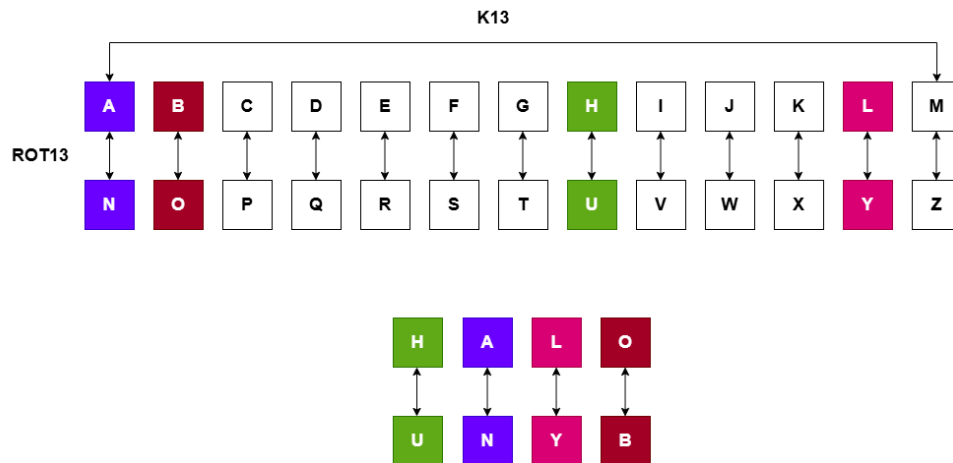 K13
A B C D E F G H I J K L M
ROT13
N O P Q R S T U V W X Y Z
H A L O
U N Y B